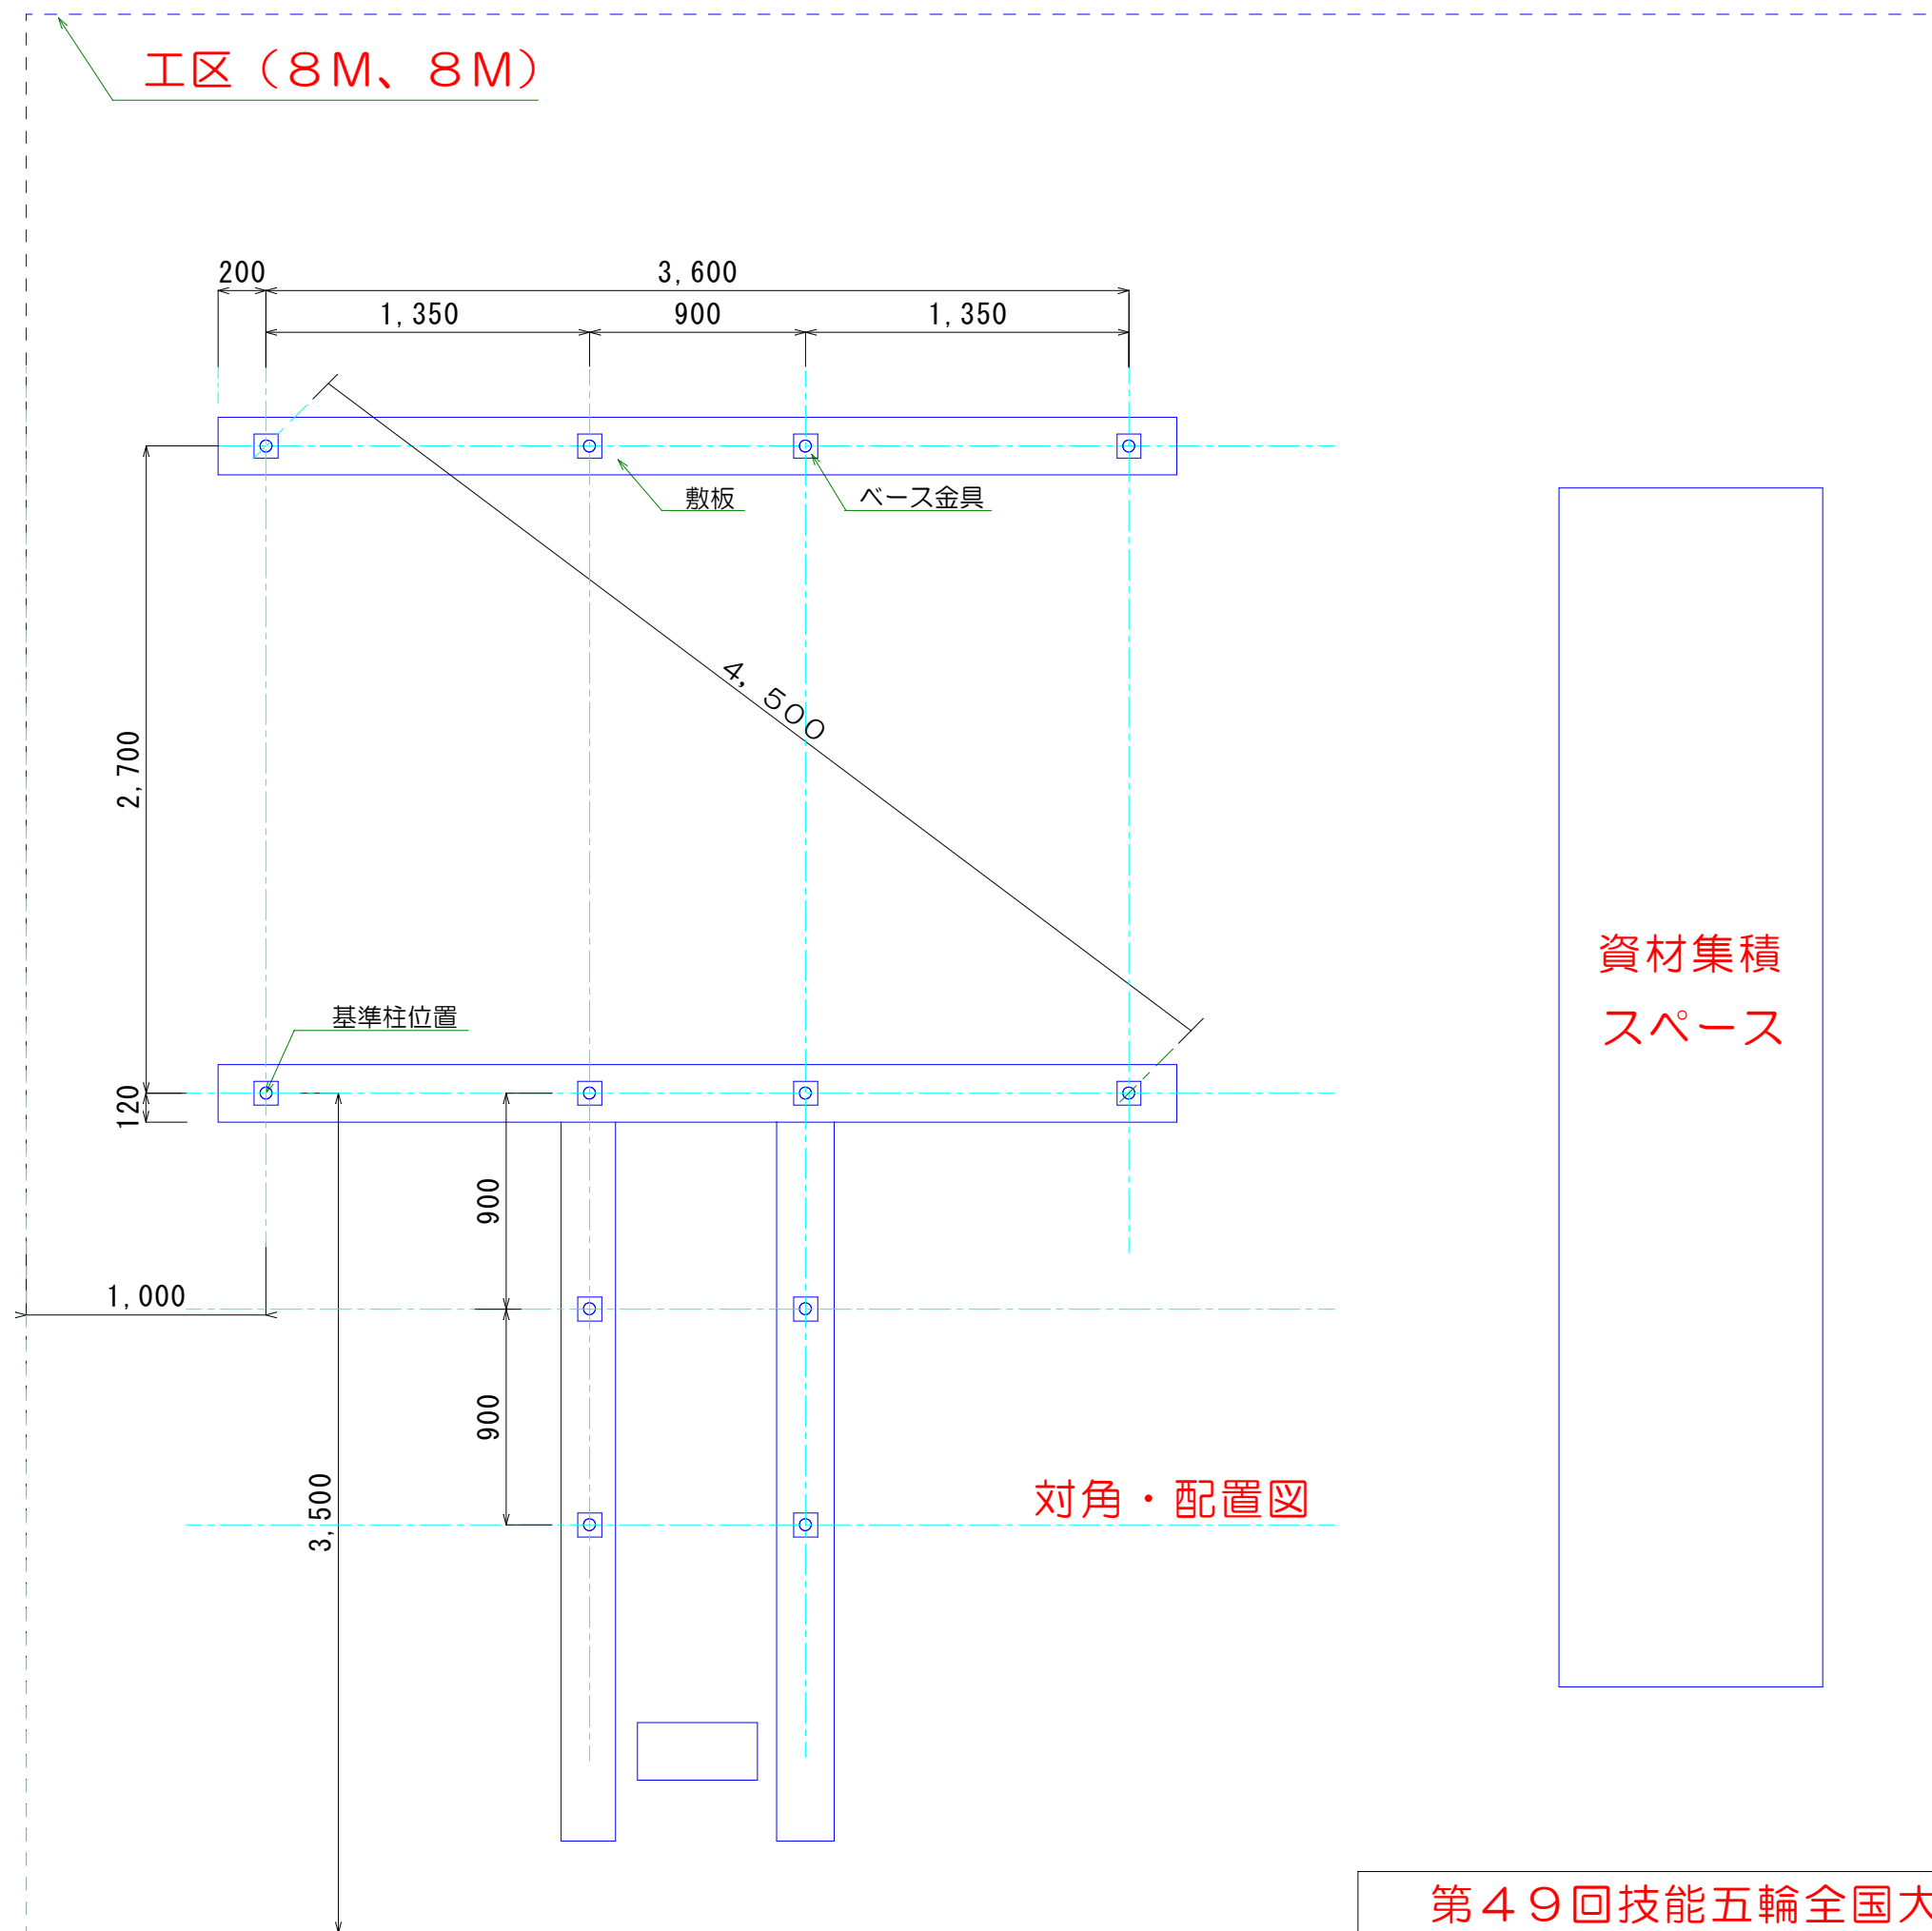 工区（８Ｍ、８Ｍ）
200
3,600
1,350
900
1,350
敷板
ベース金具
4,500
2,700
資材集積
スペース
基準柱位置
120
900
1,000
900
3,500
対角・配置図
第４９回技能五輪全国大